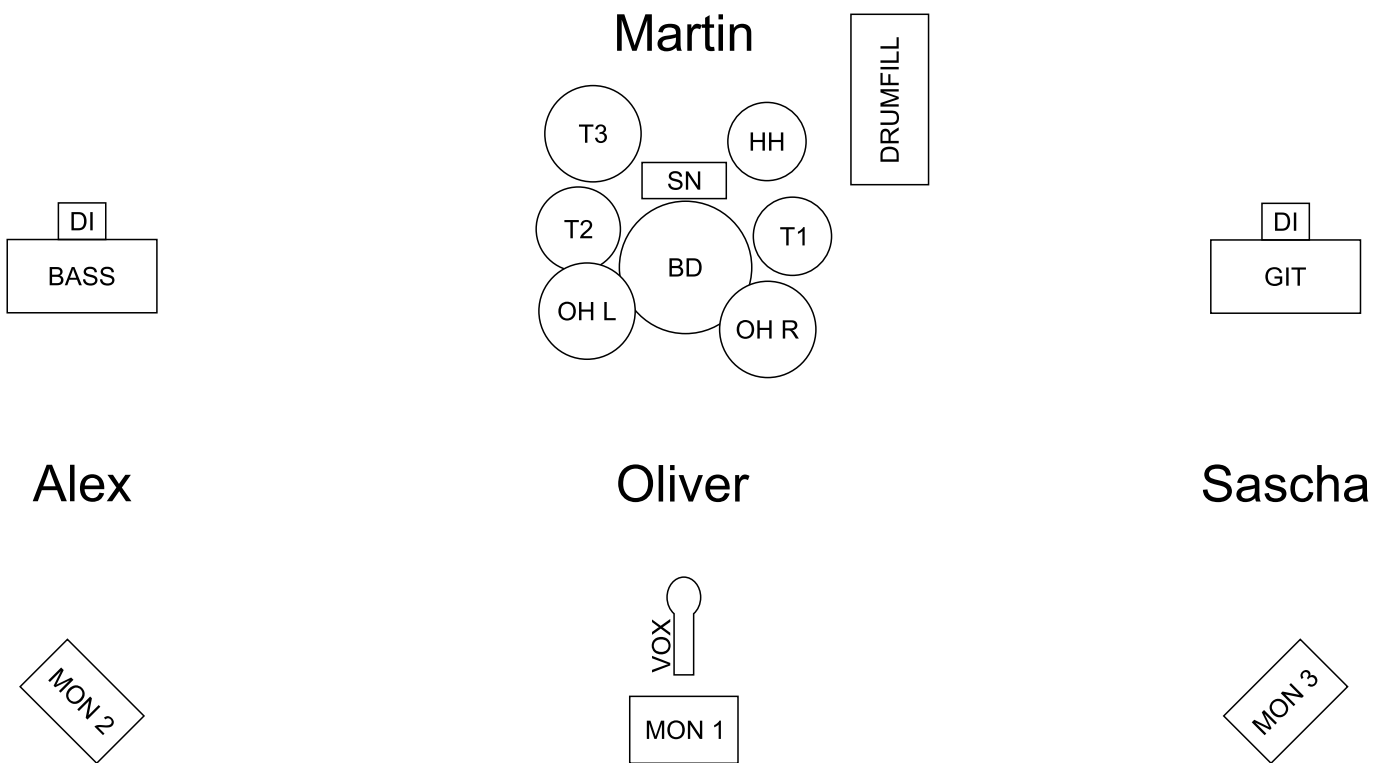 Martin
DRUMFILL
T3
HH
SN
DI
BASS
T2
BD
T1
DI
GIT
OH L
OH R
Alex
Oliver
Sascha
VOX
MON 2
MON 1
MON 3